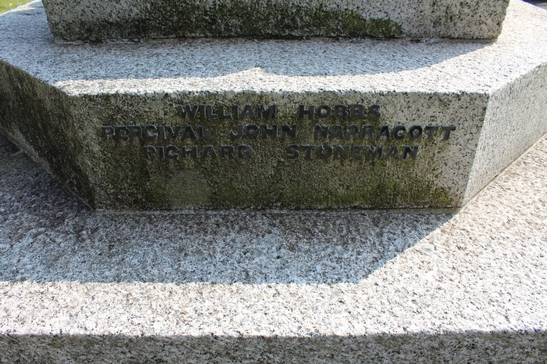 WILLIAM HOBBS
PERCIVAL JOHN NARRACOTT
RICHARD STONEMAN